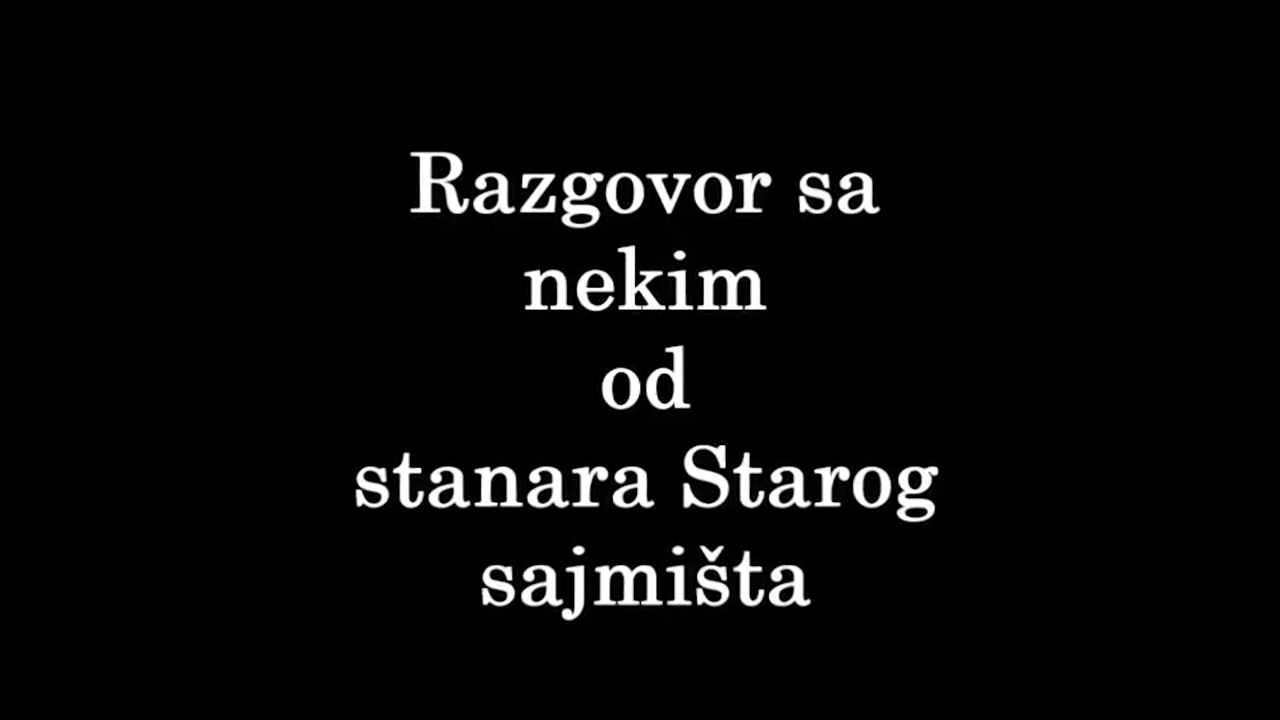 Razgovor sa
nekim
od
stanara Starog
sajmišta